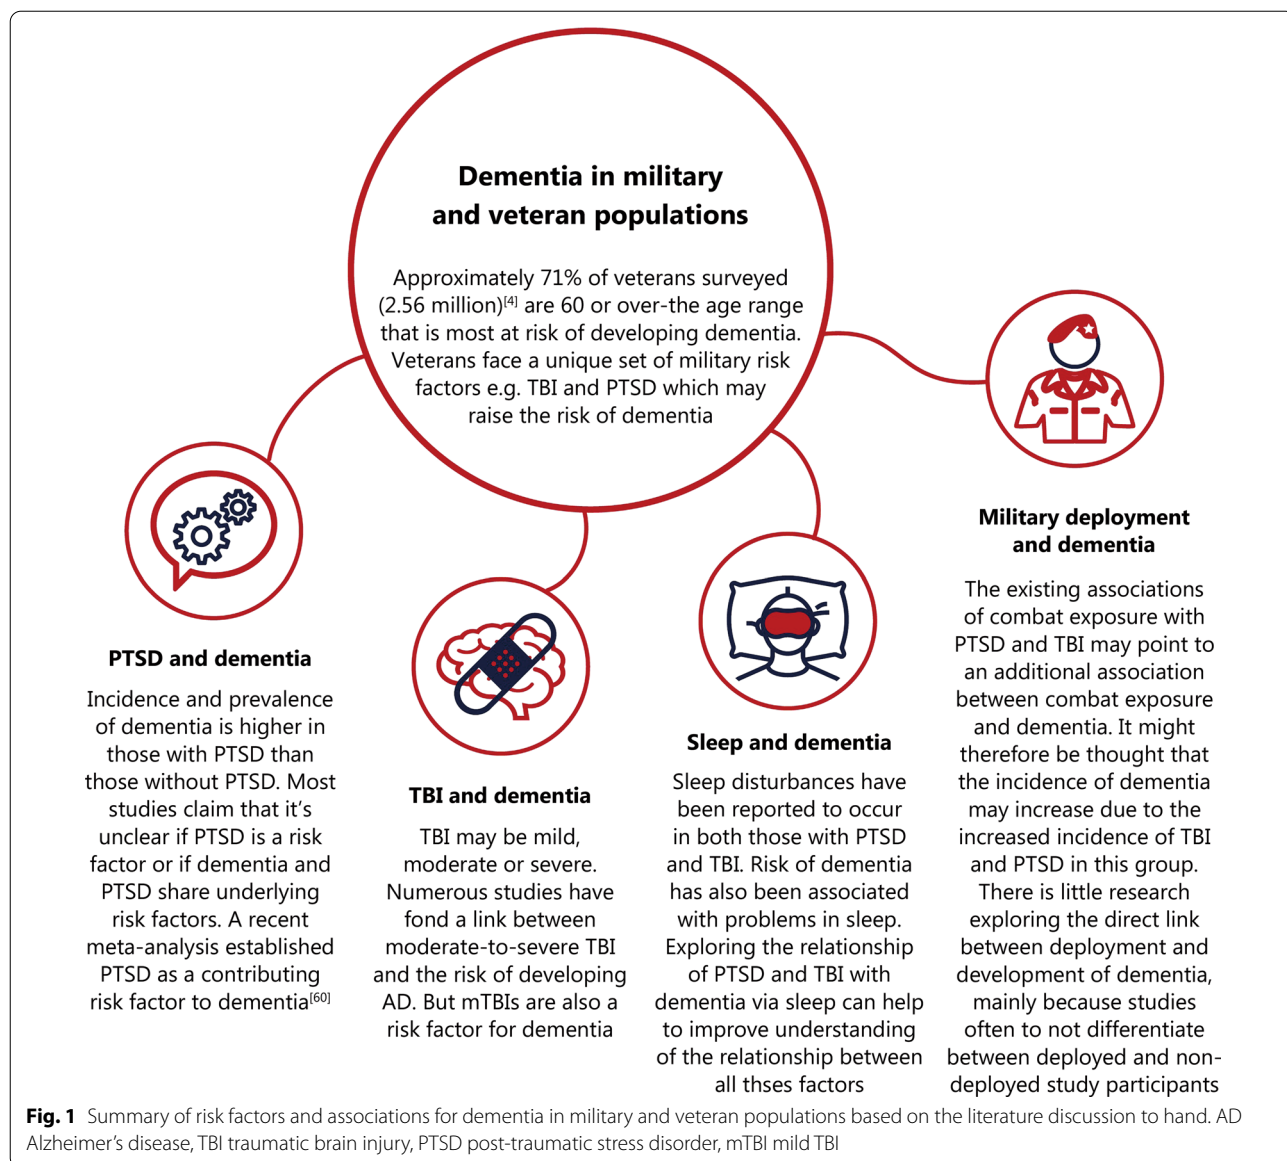 Dementia in military
and veteran populations
Approximately 71% of veterans surveyed
(2.56 million)[4] are 60 or over-the age range
that is most at risk of developing dementia.
Veterans face a unique set of military risk
factors e.g. TBI and PTSD which may
raise the risk of dementia
PTSD and dementia
Incidence and prevalence
of dementia is higher in
those with PTSD than
those without PTSD. Most
studies claim that it’s
unclear if PTSD is a risk
factor or if dementia and
PTSD share underlying
risk factors. A recent
meta-analysis established
PTSD as a contributing
risk factor to dementia[60]
TBI and dementia
TBI may be mild,
moderate or severe.
Numerous studies have
fond a link between
moderate-to-severe TBI
and the risk of developing
AD. But mTBIs are also a
risk factor for dementia
Sleep and dementia
Sleep disturbances have
been reported to occur
in both those with PTSD
and TBI. Risk of dementia
has also been associated
with problems in sleep.
Exploring the relationship
of PTSD and TBI with
dementia via sleep can help
to improve understanding
of the relationship between
all thses factors
Military deployment
and dementia
The existing associations
of combat exposure with
PTSD and TBI may point to
an additional association
between combat exposure
and dementia. It might
therefore be thought that
the incidence of dementia
may increase due to the
increased incidence of TBI
and PTSD in this group.
There is little research
exploring the direct link
between deployment and
development of dementia,
mainly because studies
often to not differentiate
between deployed and non-
deployed study participants
Fig. 1 Summary of risk factors and associations for dementia in military and veteran populations based on the literature discussion to hand. AD
Alzheimer’s disease, TBI traumatic brain injury, PTSD post-traumatic stress disorder, mTBI mild TBI